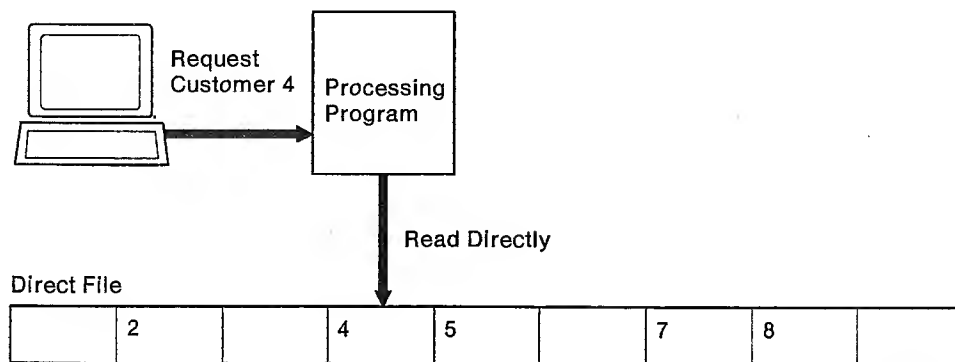 Request
Customer 4
Processing
Program
Read Directly
Direct File
2 4 5 7 8